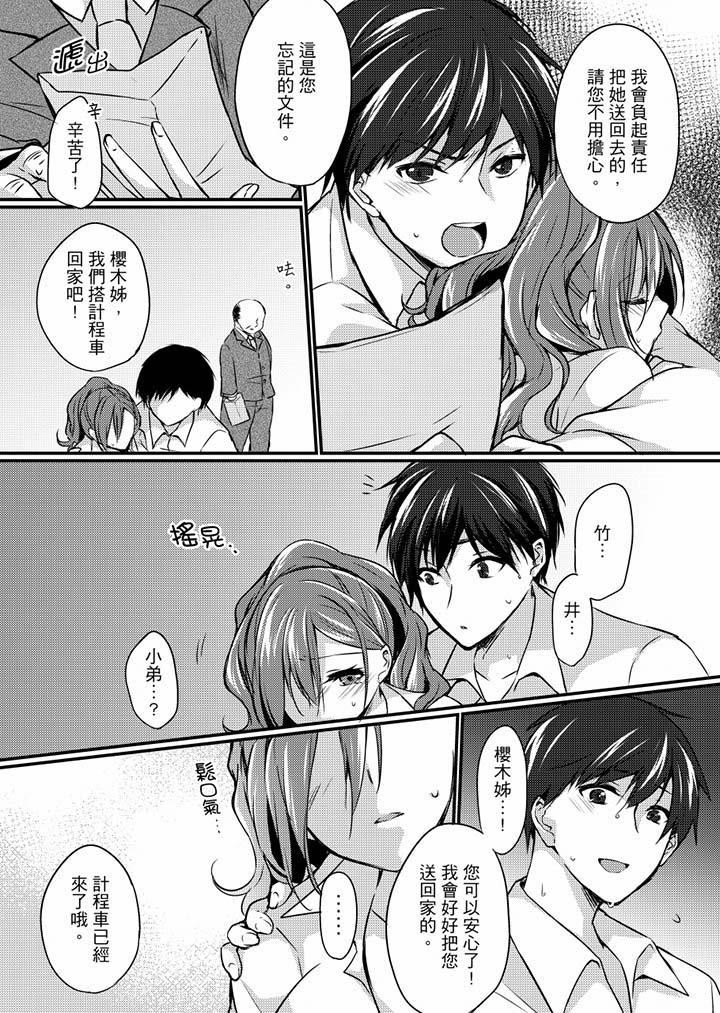 我會負起責任
把她送回去的，
請您不用擔心。
這是您
忘記的文件。
遞出
辛
辛苦了！
呿。
櫻木姊，
我們搭計程車
回家吧！
竹…
井…
搖晃…
小弟…？
櫻木姊…！
您可以安心了！
我會好好把您
送回家的。
鬆口氣…
……
計程車已經
來了哦。